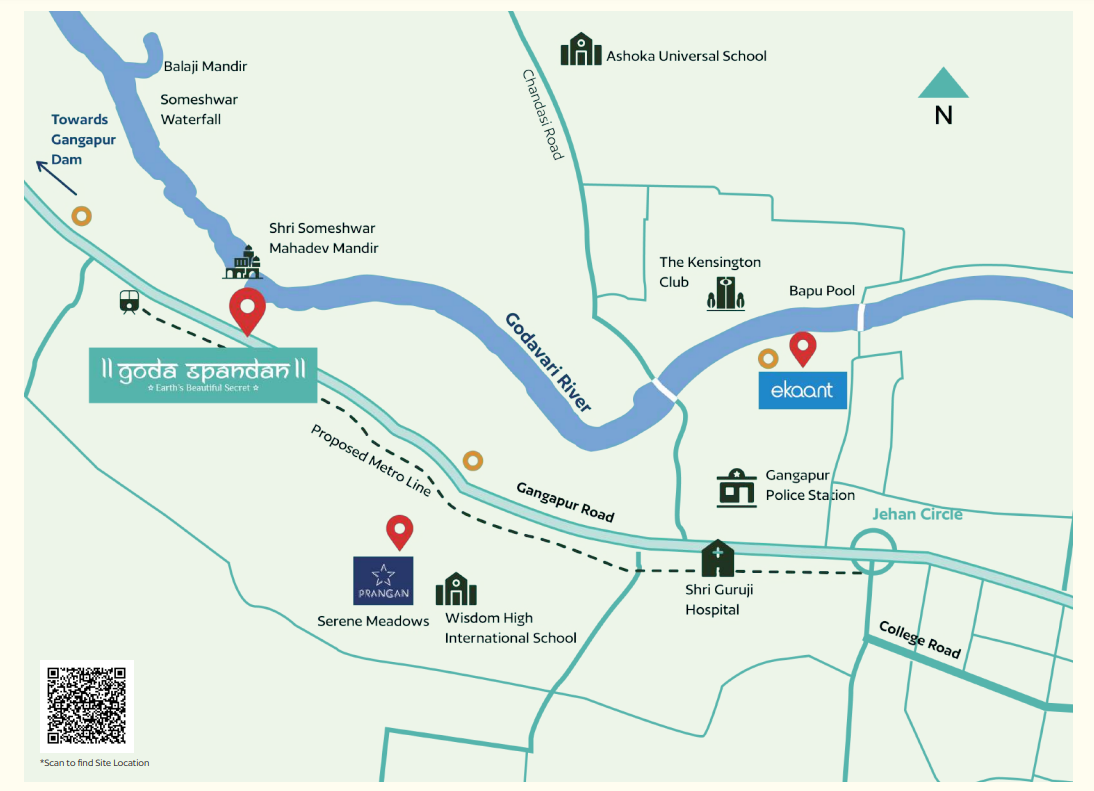 Ashoka Universal School
Balaji Mandir
Someshwar
Waterfall
Chandasi Road
N
Towards
Gangapur
Dam
Shri Someshwar
Mahadev Mandir
The Kensington
Club
Bapu Pool
Godavari River
|| goda spandan ||
☆ Earth's Beautiful Secret ☆
ekaant
Proposed Metro Line
Gangapur Road
Gangapur
Police Station
Jehan Circle
PRANGAN
Serene Meadows
Wisdom High
International School
Shri Guruji
Hospital
College Road
*Scan to find Site Location